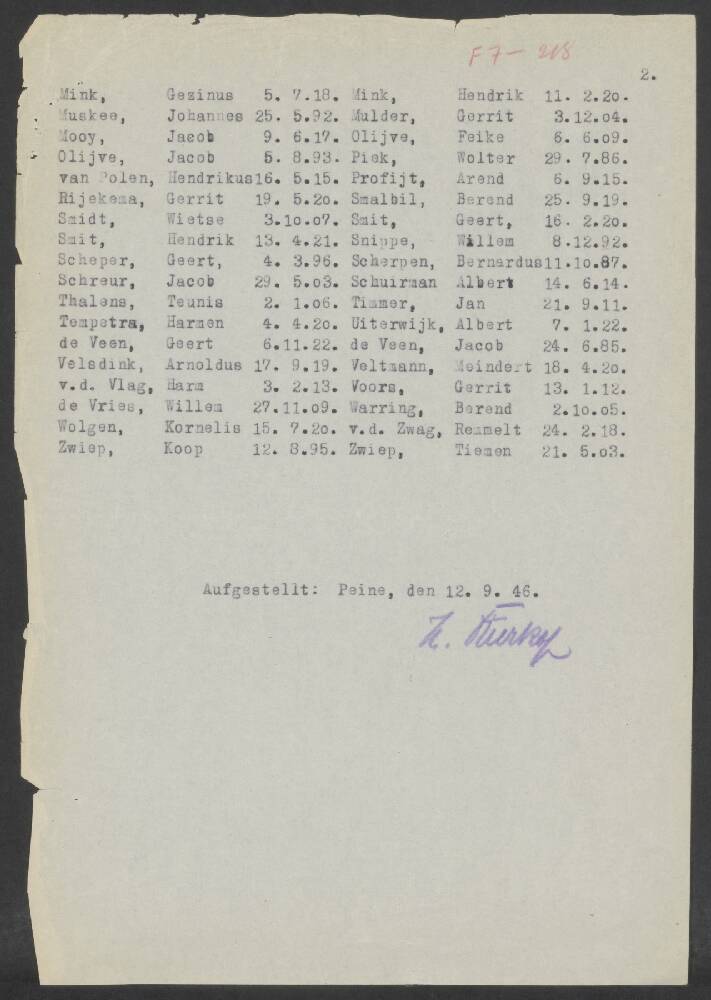 F 7 - 218
2.
Mink, Gezinus 5. 7.18. Mink, Hendrik 11. 2.20.
Muskee, Johannes 25. 5.92. Mulder, Gerrit 3.12.04.
Mooy, Jacob 9. 6.17. Olijve, Feike 6. 6.09.
Olijve, Jacob 5. 8.93. Piek, Wolter 29. 7.86.
van Polen, Hendrikus16. 5.15. Profijt, Arend 6. 9.15.
Rijekema, Gerrit 19. 5.20. Smalbil, Berend 25. 9.19.
Smidt, Wietse 3.10.07. Smit, Geert, 16. 2.20.
Smit, Hendrik 13. 4.21. Snippe, Willem 8.12.92.
Scheper, Geert, 4. 3.96. Scherpen, Bernardus11.10.87.
Schreur, Jacob 29. 5.03. Schuirman Albert 14. 6.14.
Thalens, Teunis 2. 1.06. Timmer, Jan 21. 9.11.
Tempetra, Harmen 4. 4.20. Uiterwijk, Albert 7. 1.22.
de Veen, Geert 6.11.22. de Veen, Jacob 24. 6.85.
Velsdink, Arnoldus 17. 9.19. Veltmann, Meindert 18. 4.20.
v.d. Vlag, Harm 3. 2.13. Voors, Gerrit 13. 1.12.
de Vries, Willem 27.11.09. Warring, Berend 2.10.05.
Wolgen, Kornelis 15. 7.20. v.d. Zwag, Remmelt 24. 2.18.
Zwiep, Koop 12. 8.95. Zwiep, Tiemen 21. 5.03.
Aufgestellt: Peine, den 12. 9. 46.